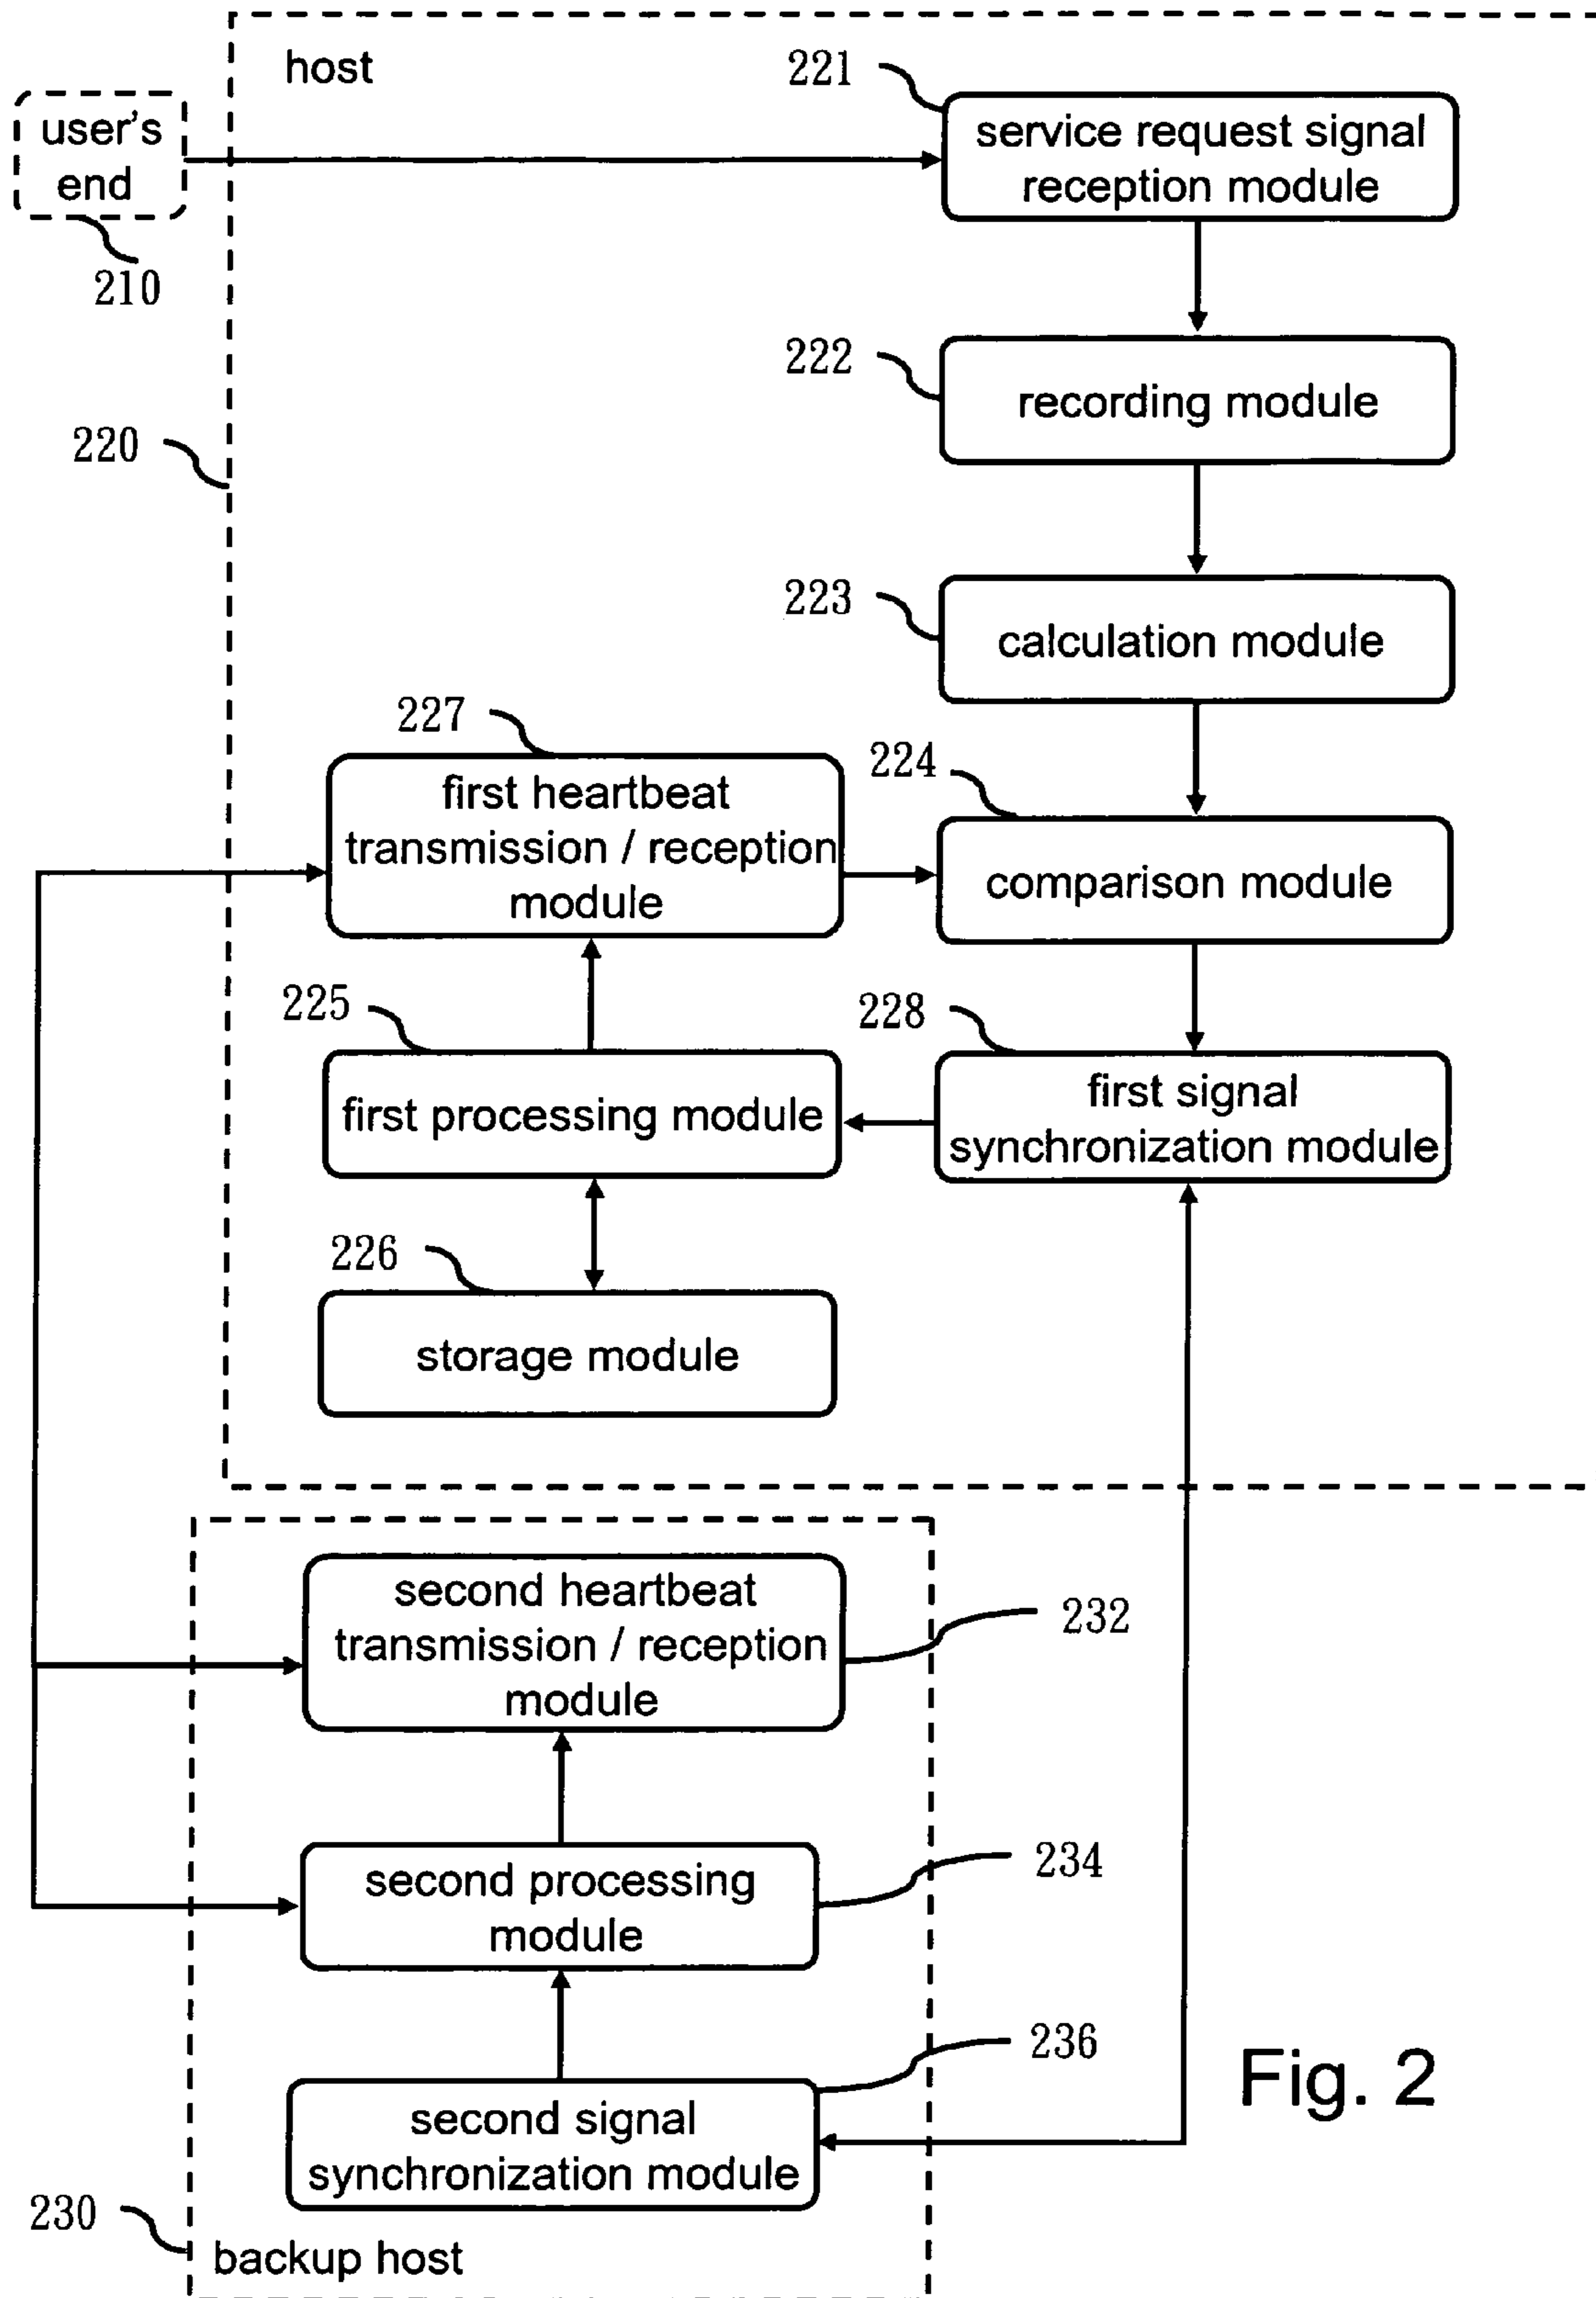 host
221
service request signal
reception module
user's
end
210
222
recording module
220
223
calculation module
227
first heartbeat
transmission / reception
module
224
comparison module
225
first processing module
228
first signal
synchronization module
226
storage module
second heartbeat
transmission / reception
module
232
second processing
module
234
236
second signal
synchronization module
Fig. 2
230
backup host